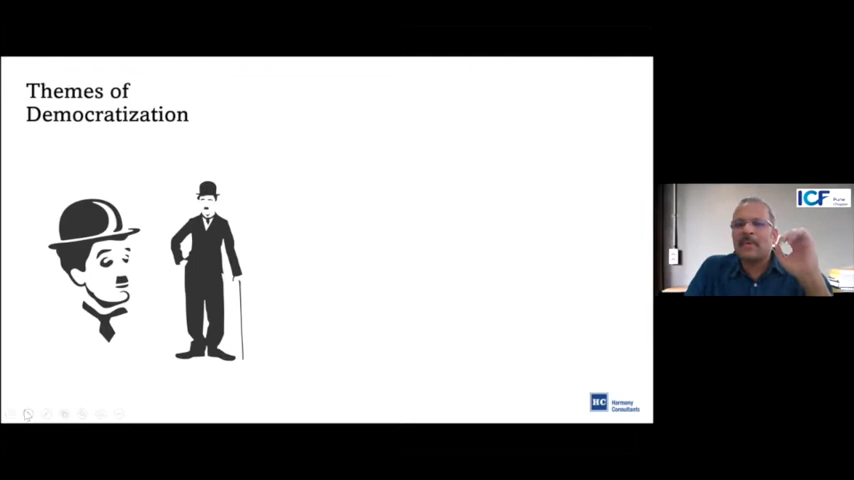 Themes of
Democratization
ICF
Pune
Chapter
HC
Harmony
Consultants